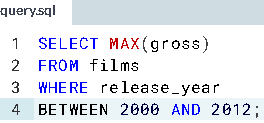 query.sql
1 SELECT MAX(gross)
2 FROM films
3 WHERE release_year
4 BETWEEN 2000 AND 2012;